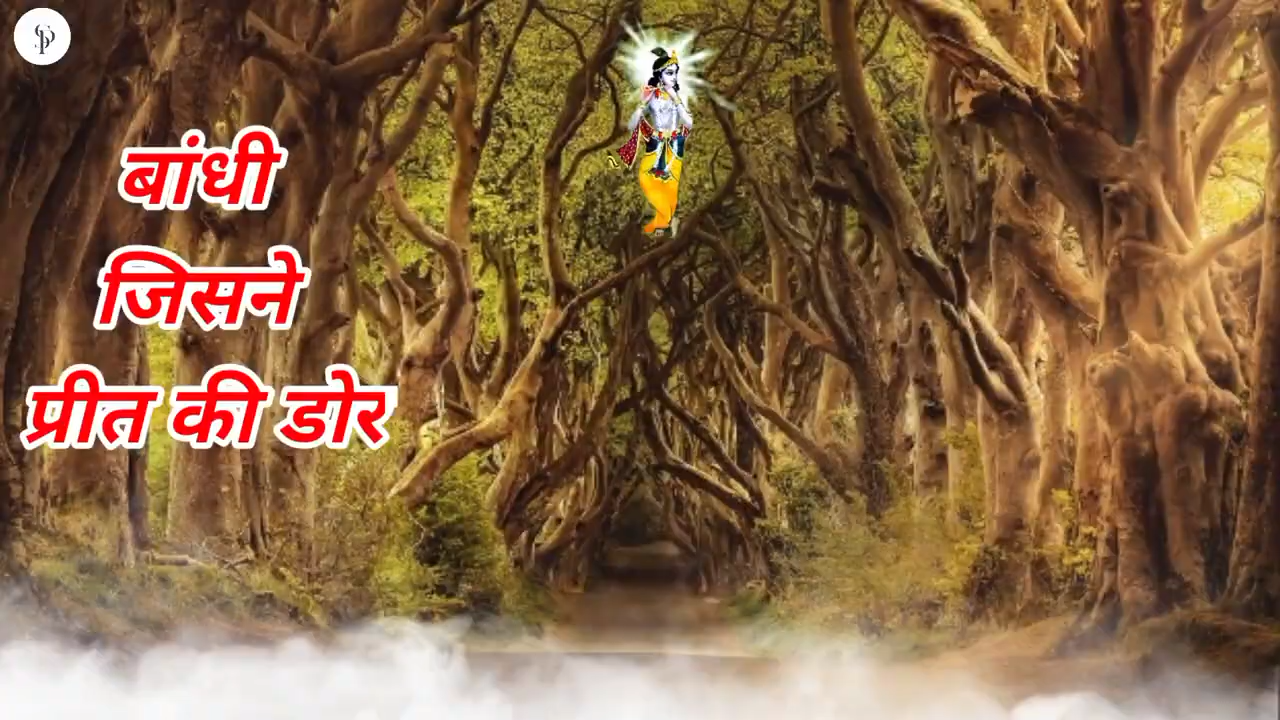 बांधी
जिसने
प्रीत की डोर